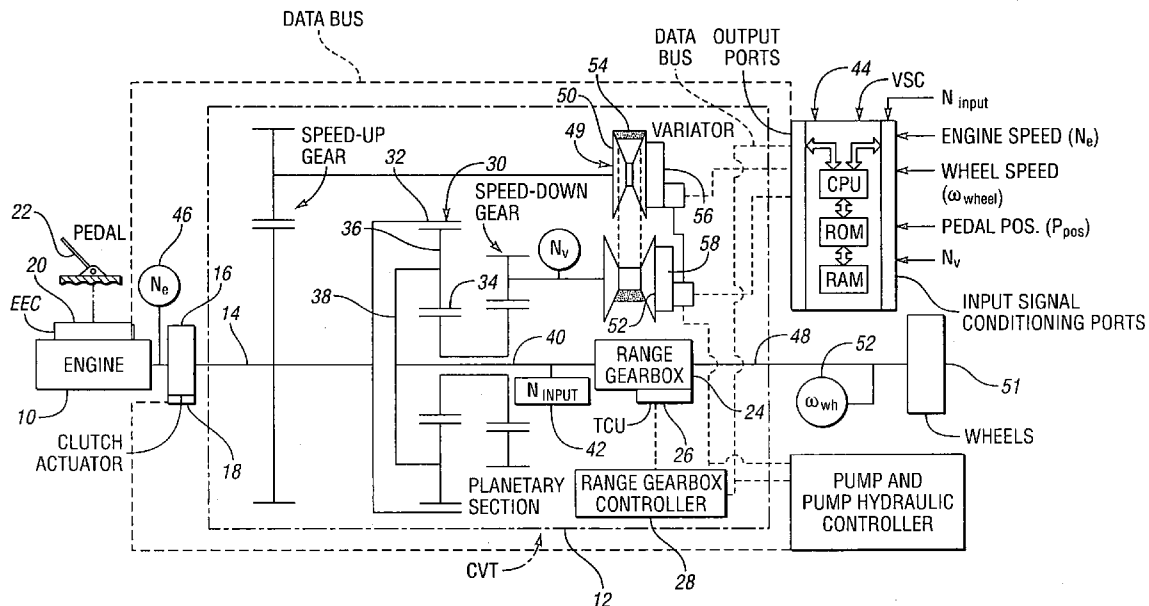 DATA BUS
DATA
BUS
OUTPUT
PORTS
44
VSC
N input
54
50
VARIATOR
49
SPEED-UP
GEAR
32
30
SPEED-DOWN
GEAR
36
56
58
CPU
ROM
RAM
ENGINE SPEED (Ne)
WHEEL SPEED
(ωwheel)
PEDAL POS. (Ppos)
Nv
INPUT SIGNAL
CONDITIONING PORTS
22
PEDAL
46
20
Ne
16
EEC
14
38
34
Nv
52
ENGINE
10
40
RANGE
GEARBOX
48
52
51
N INPUT
24
ωwh
CLUTCH
ACTUATOR
18
42
TCU
26
WHEELS
PLANETARY
SECTION
RANGE GEARBOX
CONTROLLER
PUMP AND
PUMP HYDRAULIC
CONTROLLER
CVT
12
28